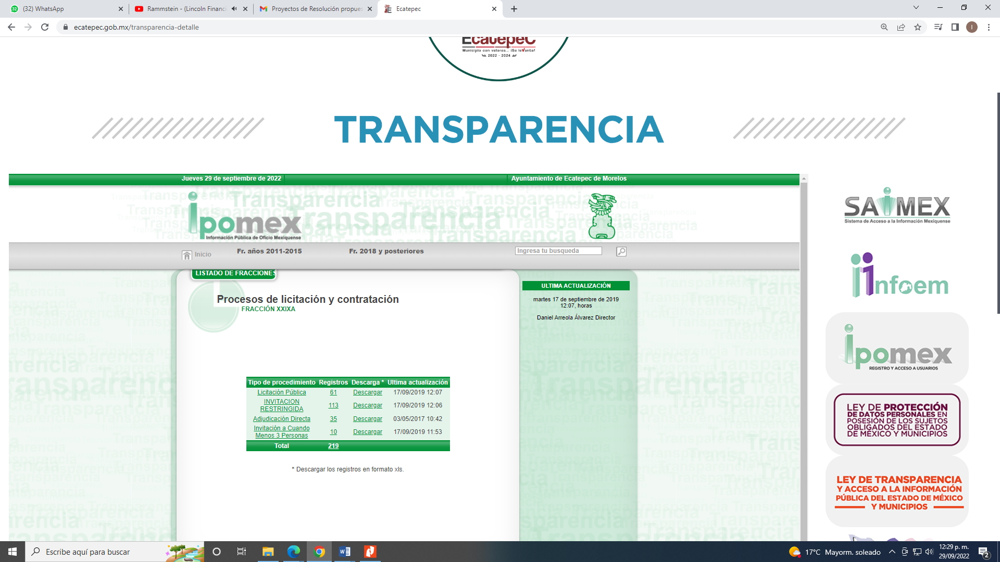 (32) WhatsApp
Rammstein - (Lincoln Financi
Proyectos de Resolución propues
Ecatepec
ecatepec.gob.mx/transparencia-detalle
I
Ecatepec
Municipio con valores... ¡Se leVanta!
2022 - 2024
TRANSPARENCIA
Jueves 29 de septiembre de 2022
Ayuntamiento de Ecatepec de Morelos
ipomex
Información Pública de Oficio Mexiquense
Inicio
Fr. años 2011-2015
Fr. 2018 y posteriores
Ingresa tu busqueda
LISTADO DE FRACCIONES
Procesos de licitación y contratación
FRACCIÓN XXIXA
ULTIMA ACTUALIZACIÓN
martes 17 de septiembre de 2019
12:07, horas
Daniel Arreola Álvarez Director
Tipo de procedimiento Registros Descarga * Ultima actualización
Licitación Pública 61 Descargar 17/09/2019 12:07
INVITACION
RESTRINGIDA 113 Descargar 17/09/2019 12:06
Adjudicación Directa 35 Descargar 03/05/2017 10:42
Invitación a Cuando
Menos 3 Personas 10 Descargar 17/09/2019 11:53
Total 219
* Descargar los registros en formato xls.
SAIMEX
Sistema de Acceso a la Información Mexiquense
infoem
ipomex
REGISTRO Y ACCESO A USUARIOS
LEY DE PROTECCIÓN
DE DATOS PERSONALES EN
POSESIÓN DE LOS SUJETOS
OBLIGADOS DEL ESTADO
DE MÉXICO Y MUNICIPIOS
LEY DE TRANSPARENCIA
Y ACCESO A LA INFORMACIÓN
PÚBLICA DEL ESTADO DE MÉXICO
Y MUNICIPIOS
Escribe aquí para buscar
17°C Mayorm. soleado
12:29 p. m.
29/09/2022
2